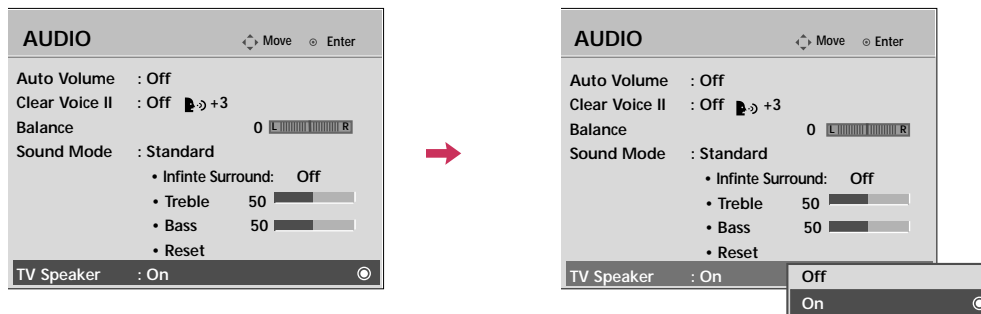 AUDIO Move Enter
Auto Volume : Off
Clear Voice II : Off +3
Balance 0 L R
Sound Mode : Standard
• Infinte Surround: Off
• Treble 50
• Bass 50
• Reset
TV Speaker : On
AUDIO Move Enter
Auto Volume : Off
Clear Voice II : Off +3
Balance 0 L R
Sound Mode : Standard
• Infinte Surround: Off
• Treble 50
• Bass 50
• Reset
TV Speaker : On
Off
On